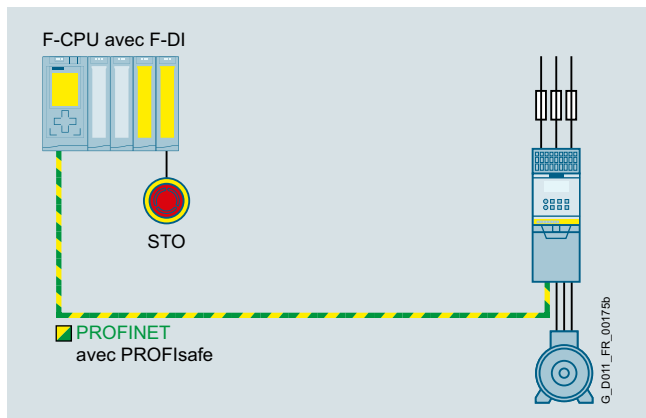 F-CPU avec F-DI
STO
PROFINET
avec PROFIsafe
G_D011_FR_00175b